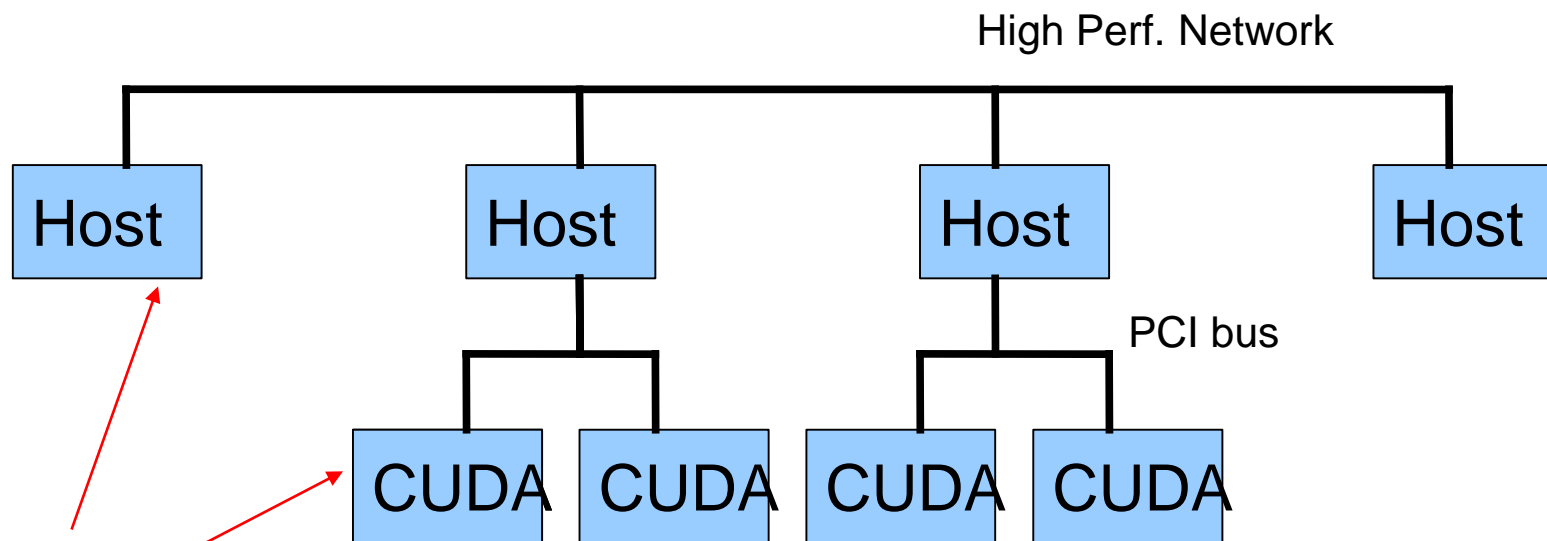 High Perf. Network
Host Host Host Host
PCI bus
CUDA CUDA CUDA CUDA